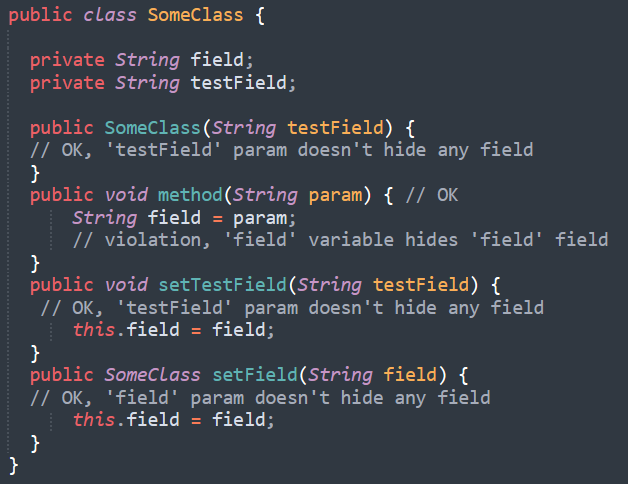 public class SomeClass {
private String field;
private String testField;
public SomeClass(String testField) {
// OK, 'testField' param doesn't hide any field
}
public void method(String param) { // OK
String field = param;
// violation, 'field' variable hides 'field' field
}
public void setTestField(String testField) {
// OK, 'testField' param doesn't hide any field
this.field = field;
}
public SomeClass setField(String field) {
// OK, 'field' param doesn't hide any field
this.field = field;
}
}